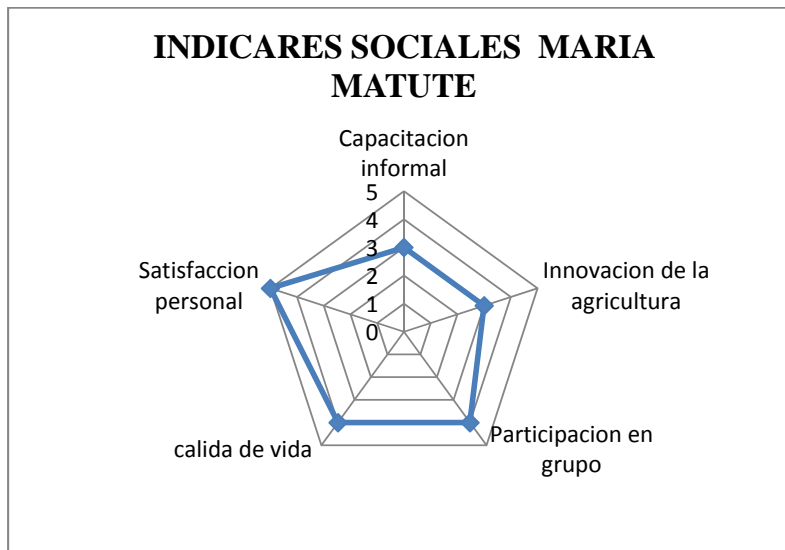 INDICARES SOCIALES MARIA
MATUTE
Capacitacion
informal
5
4
3
2
1
0
Innovacion de la
agricultura
Participacion en
grupo
calida de vida
Satisfaccion
personal